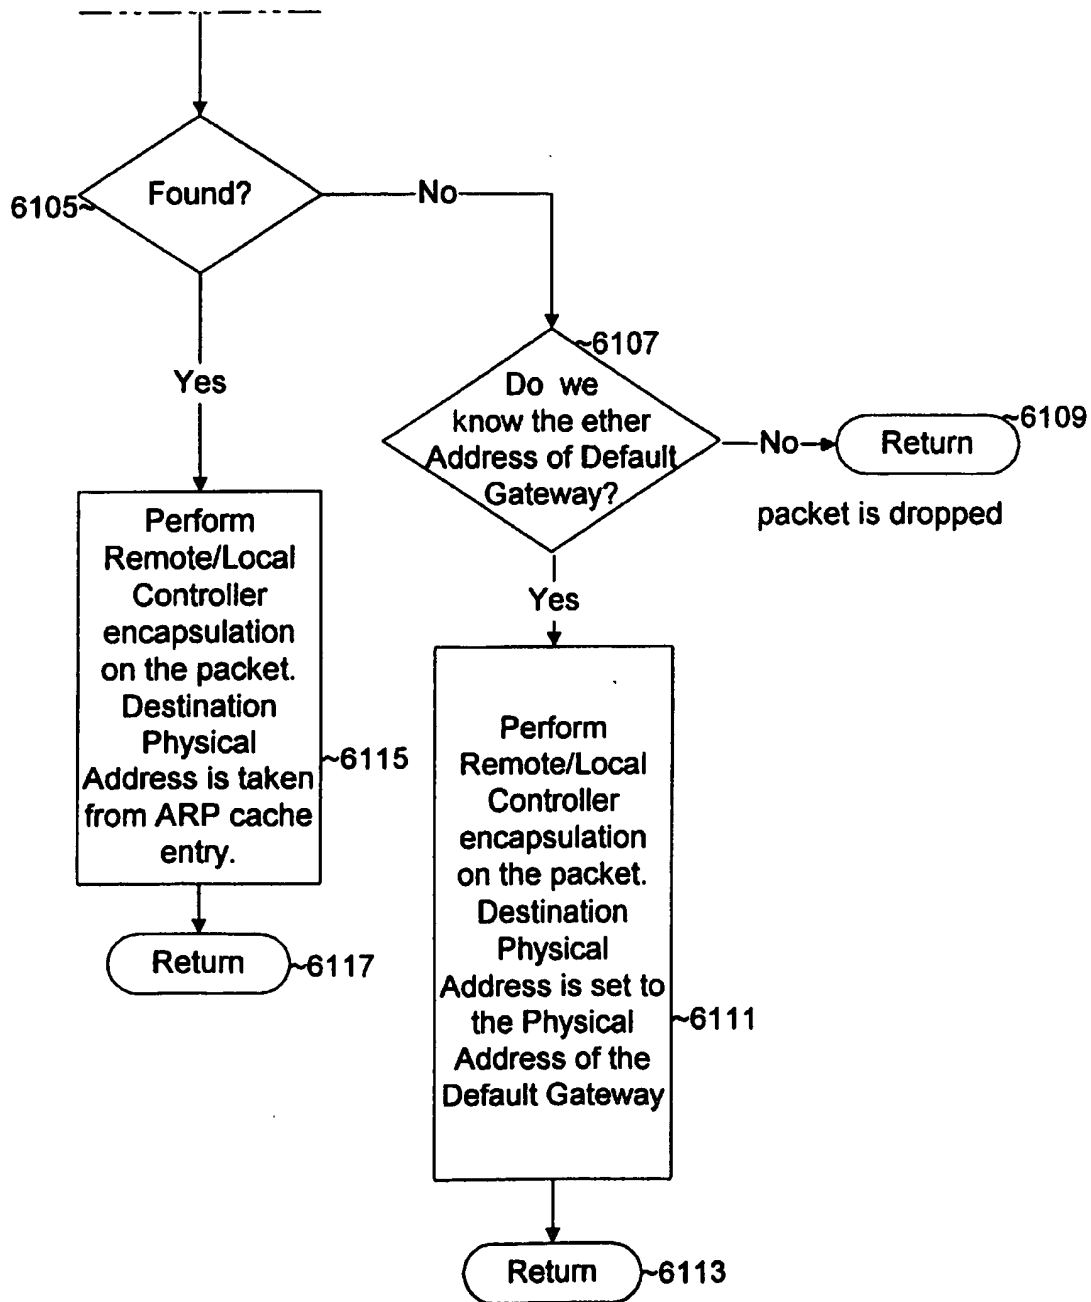 Found?
6105
No
Yes
6107
Do we
know the ether
Address of Default
Gateway?
No
6109
Return
packet is dropped
Yes
Perform
Remote/Local
Controller
encapsulation
on the packet.
Destination
Physical
Address is taken
from ARP cache
entry.
6115
Return
6117
Perform
Remote/Local
Controller
encapsulation
on the packet.
Destination
Physical
Address is set to
the Physical
Address of the
Default Gateway
6111
Return
6113